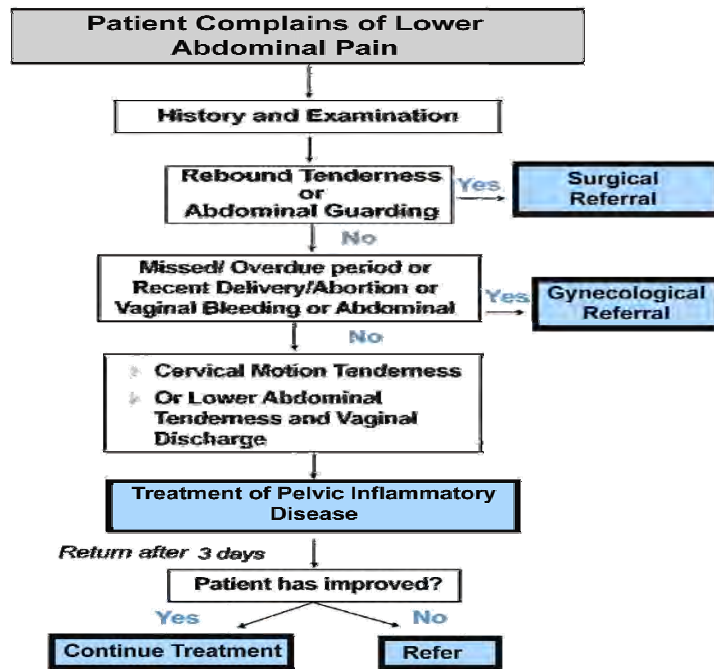 Patient Complains of Lower
Abdominal Pain
History and Examination
Rebound Tenderness
or
Abdominal Guarding
Yes
Surgical
Referral
No
Missed/ Overdue period or
Recent Delivery/Abortion or
Vaginal Bleeding or Abdominal
Yes
Gynecological
Referral
No
Cervical Motion Tenderness
Or Lower Abdominal
Tenderness and Vaginal
Discharge
Treatment of Pelvic Inflammatory
Disease
Return after 3 days
Patient has improved?
Yes
No
Continue Treatment
Refer